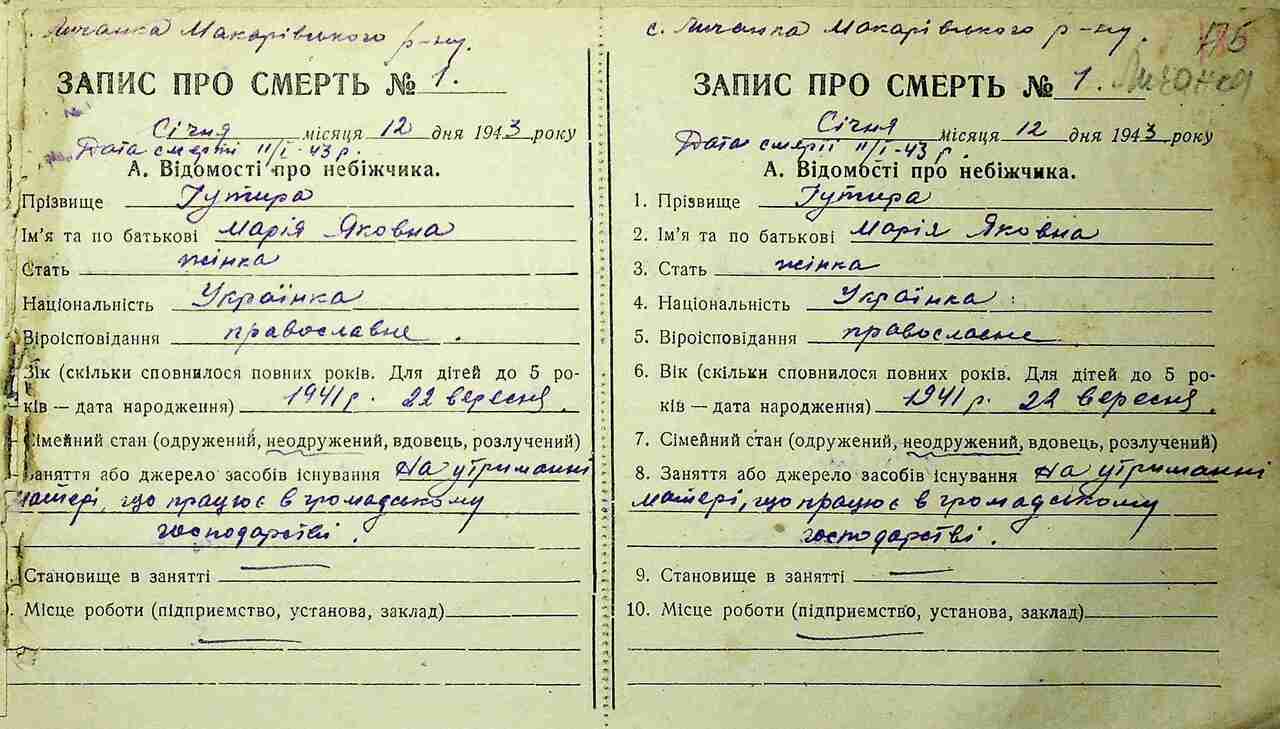 . Личанка Макарівського р-ну.
ЗАПИС ПРО СМЕРТЬ № 1.
Січня місяця 12 дня 1943 року
Дата смерті 11/I-43 р.
А. Відомості про небіжчика.
Прізвище Гутира
Ім’я та по батькові Марія Яковна
Стать жінка
Національність Українка
Віроісповідання православне .
Зік (скільки сповнилося повних років. Для дітей до 5 ро-
ків — дата народження) 1941 р. 22 вересня .
Сімейний стан (одружений, неодружений, вдовець, розлучений)
Заняття або джерело засобів існування На утриманні
матері, що працює в громадському
господарстві .
. Становище в занятті —
. Місце роботи (підприємство, установа, заклад)
—
с. Личанка Макарівського р-ну. 175
ЗАПИС ПРО СМЕРТЬ № 1. Личанка
Січня місяця 12 дня 1943 року
Дата смерті 11/I-43 р.
А. Відомості про небіжчика.
1. Прізвище Гутира
2. Ім’я та по батькові Марія Яковна
3. Стать жінка
4. Національність Українка :
5. Віроісповідання православне
6. Вік (скільки сповнилося повних років. Для дітей до 5 ро-
ків — дата народження) 1941 р. 22 вересня .
7. Сімейний стан (одружений, неодружений, вдовець, розлучений)
8. Заняття або джерело засобів існування На утриманні
матері, що працює в громадському
господарстві .
9. Становище в занятті —
10. Місце роботи (підприємство, установа, заклад)
—